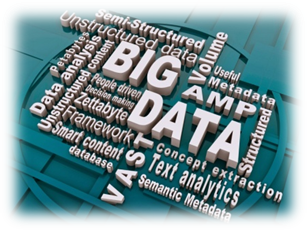 Semi-Structured
Unstructured data
Petabyte
content
Data analysis
Unstructured
BIG
DATA
Volume
Useful
Metadata
AMP
People driven
Decision making
Zettabyte
Framework
Smart content
database
VAST
Structured
Concept extraction
Text analytics
Semantic Metadata